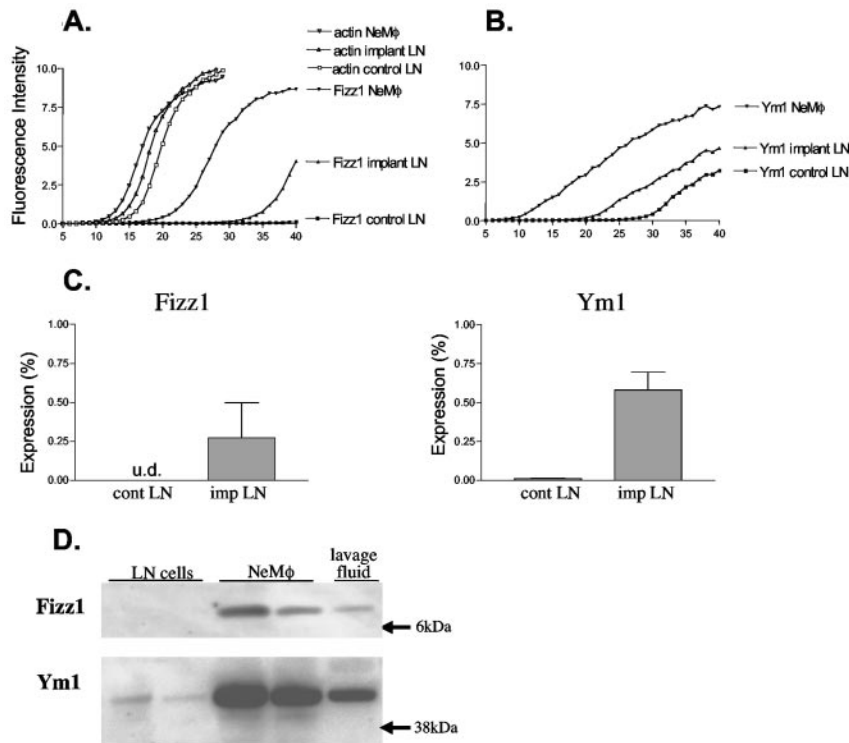 A.
actin NeMϕ
actin implant LN
actin control LN
Fizz1 NeMϕ
Fizz1 implant LN
Fizz1 control LN
Fluorescence Intensity
10.0
7.5
5.0
2.5
0.0
5 10 15 20 25 30 35 40
B.
10.0
7.5
5.0
2.5
0.0
5 10 15 20 25 30 35 40
Ym1 NeMϕ
Ym1 implant LN
Ym1 control LN
C.
Fizz1
Expression (%)
1.00
0.75
0.50
0.25
0.00
u.d.
cont LN imp LN
Ym1
Expression (%)
1.00
0.75
0.50
0.25
0.00
cont LN imp LN
D.
LN cells NeMϕ lavage
fluid
Fizz1
6kDa
Ym1
38kDa